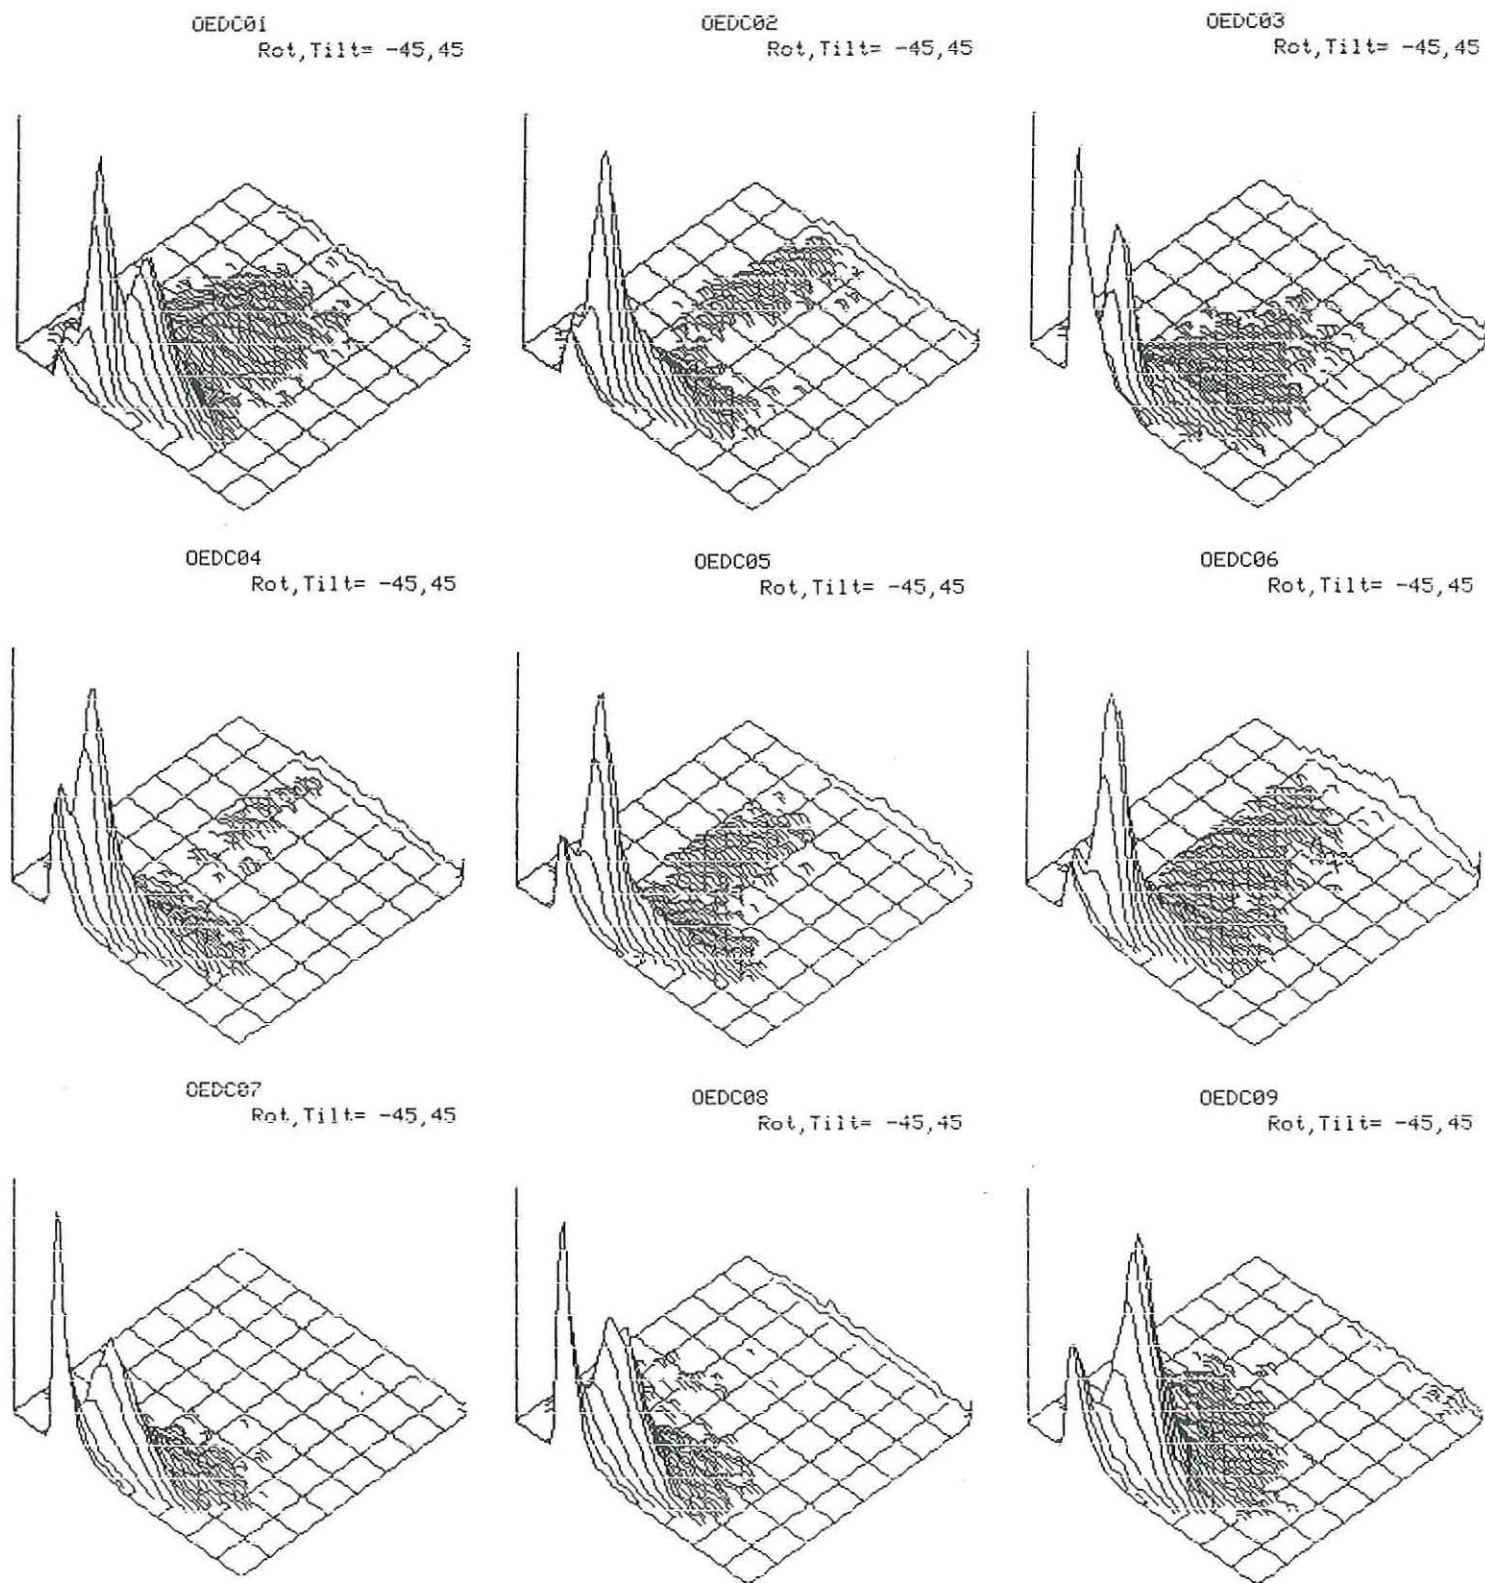 OEDC01
Rot,Tilt= -45,45
OEDC02
Rot,Tilt= -45,45
OEDC03
Rot,Tilt= -45,45
OEDC04
Rot,Tilt= -45,45
OEDC05
Rot,Tilt= -45,45
OEDC06
Rot,Tilt= -45,45
OEDC07
Rot,Tilt= -45,45
OEDC08
Rot,Tilt= -45,45
OEDC09
Rot,Tilt= -45,45